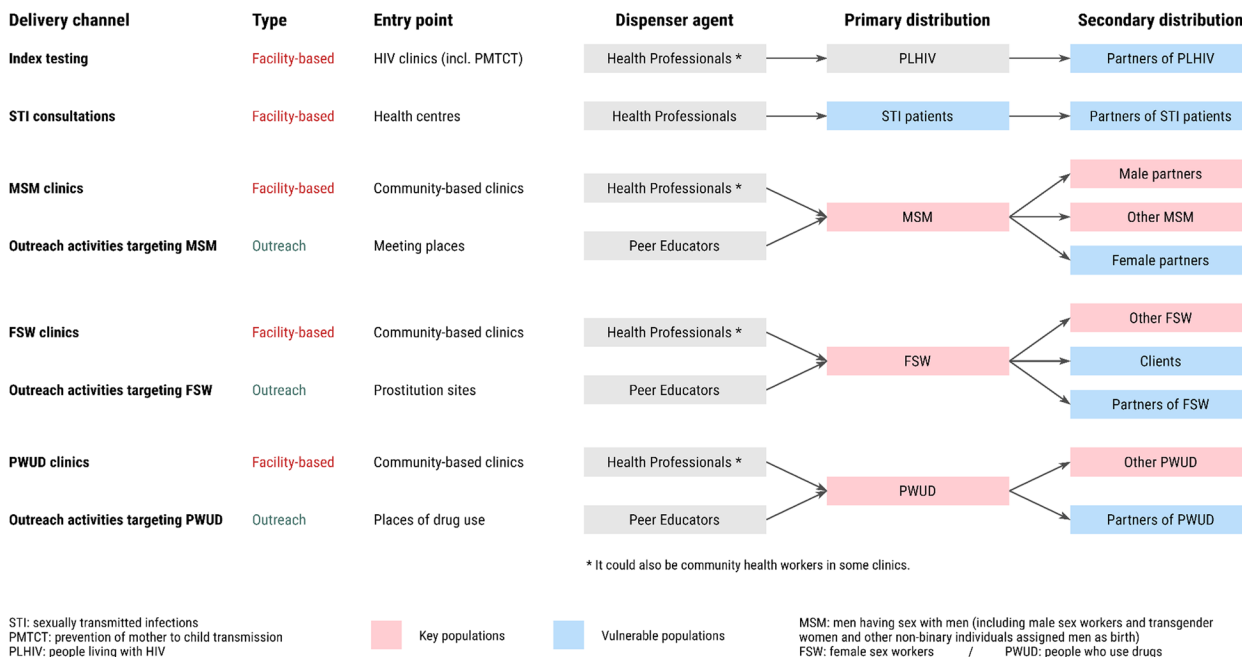 Delivery channel Type Entry point Dispenser agent Primary distribution Secondary distribution
Index testing Facility-based HIV clinics (incl. PMTCT) Health Professionals * PLHIV Partners of PLHIV
STI consultations Facility-based Health centres Health Professionals STI patients Partners of STI patients
Male partners
MSM clinics Facility-based Community-based clinics Health Professionals *
MSM Other MSM
Outreach activities targeting MSM Outreach Meeting places Peer Educators
Female partners
Other FSW
FSW clinics Facility-based Community-based clinics Health Professionals *
FSW Clients
Outreach activities targeting FSW Outreach Prostitution sites Peer Educators
Partners of FSW
PWUD clinics Facility-based Community-based clinics Health Professionals * Other PWUD
PWUD
Outreach activities targeting PWUD Outreach Places of drug use Peer Educators Partners of PWUD
* It could also be community health workers in some clinics.
STI: sexually transmitted infections
PMTCT: prevention of mother to child transmission
PLHIV: people living with HIV
Key populations
Vulnerable populations
MSM: men having sex with men (including male sex workers and transgender
women and other non-binary individuals assigned men as birth)
FSW: female sex workers / PWUD: people who use drugs